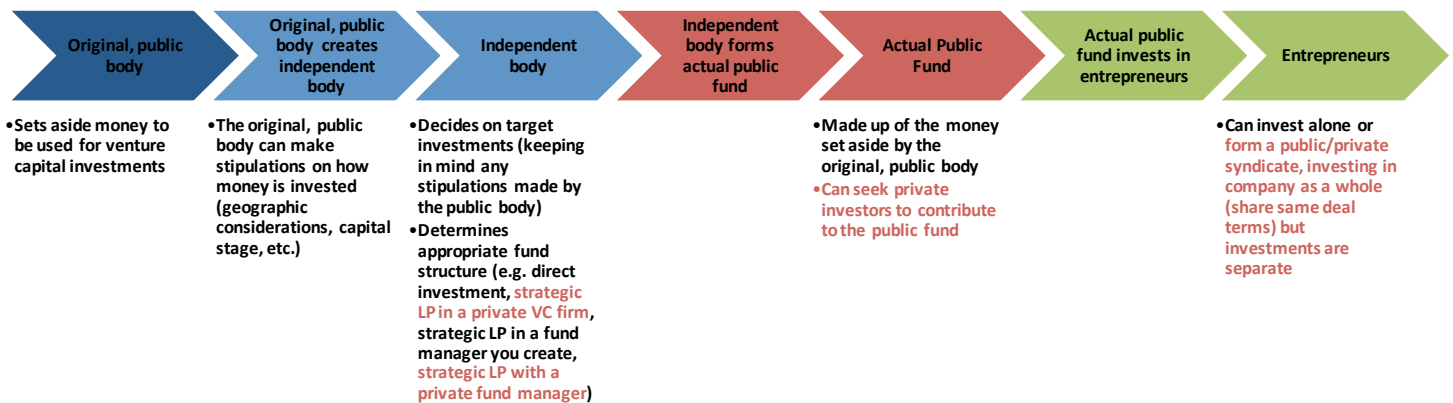 Original, public
body
Original, public
body creates
independent
body
Independent
body
Independent
body forms
actual public
fund
Actual Public
Fund
Actual public
fund invests in
entrepreneurs
Entrepreneurs
•Sets aside money to
be used for venture
capital investments
•The original, public
body can make
stipulations on how
money is invested
(geographic
considerations, capital
stage, etc.)
•Decides on target
investments (keeping
in mind any
stipulations made by
the public body)
•Determines
appropriate fund
structure (e.g. direct
investment, strategic
LP in a private VC firm,
strategic LP in a fund
manager you create,
strategic LP with a
private fund manager)
•Made up of the money
set aside by the
original, public body
•Can seek private
investors to contribute
to the public fund
•Can invest alone or
form a public/private
syndicate, investing in
company as a whole
(share same deal
terms) but
investments are
separate